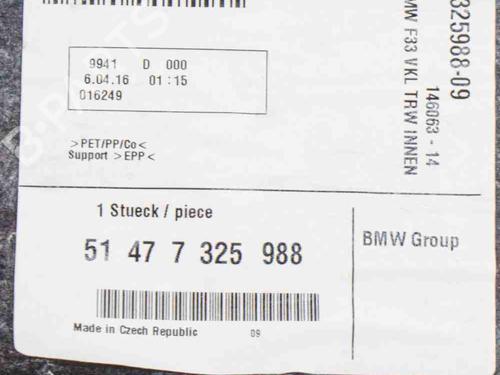 9941 D 000
6.04.16 01:15
016249
>PET/PP/Co<
Support >EPP<
1 Stueck / piece
51 47 7 325 988
BMW Group
Made in Czech Republic 09
325988-09
146063 - 14
MW F33 VKL TRW INNEN
B-PARTS